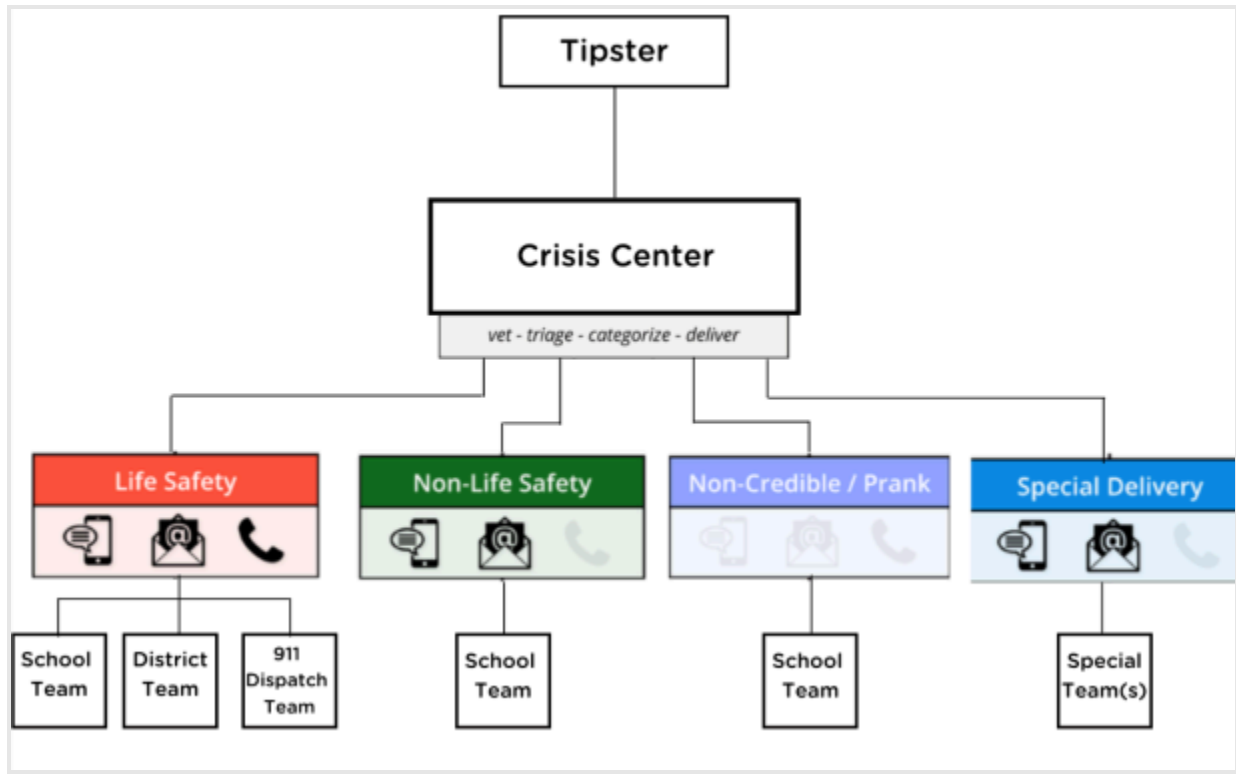 Tipster
Crisis Center
vet - triage - categorize - deliver
Life Safety
Non-Life Safety
Non-Credible / Prank
Special Delivery
@
@
@
@
School
Team
District
Team
911
Dispatch
Team
School
Team
School
Team
Special
Team(s)